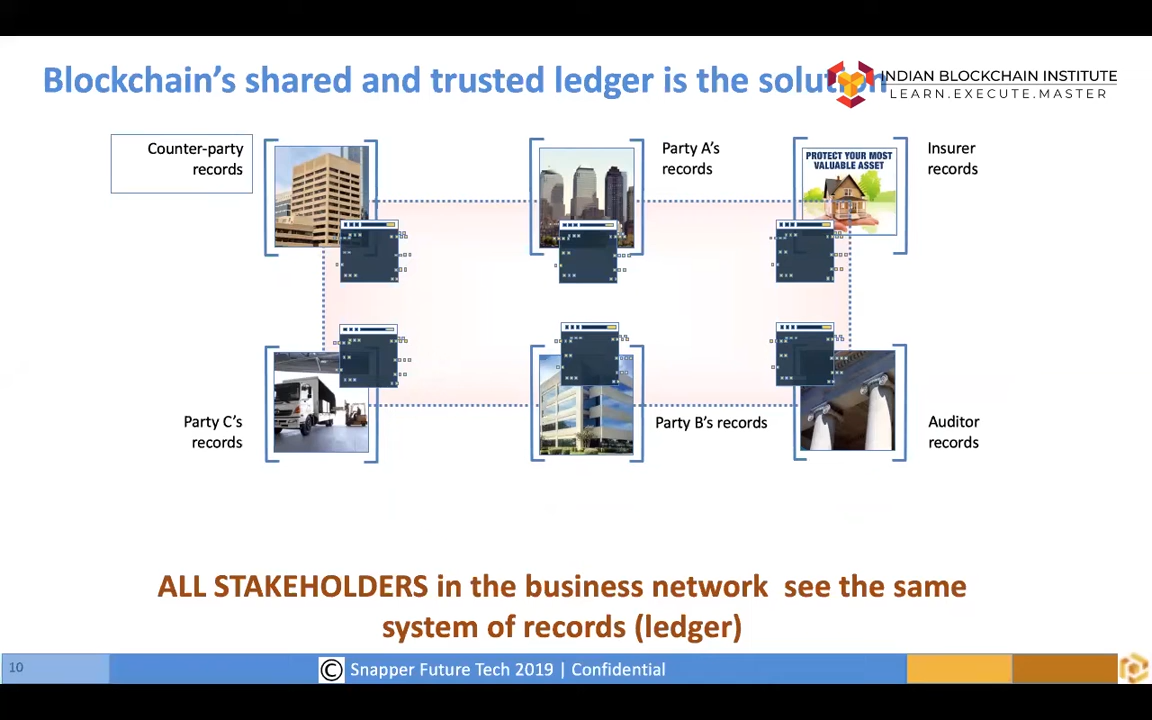 Blockchain's shared and trusted ledger is the solution
INDIAN BLOCKCHAIN INSTITUTE
LEARN.EXECUTE.MASTER
Counter-party
records
Party A's
records
PROTECT YOUR MOST
VALUABLE ASSET
Insurer
records
Party C's
records
Party B's records
Auditor
records
ALL STAKEHOLDERS in the business network see the same
system of records (ledger)
10
© Snapper Future Tech 2019 | Confidential